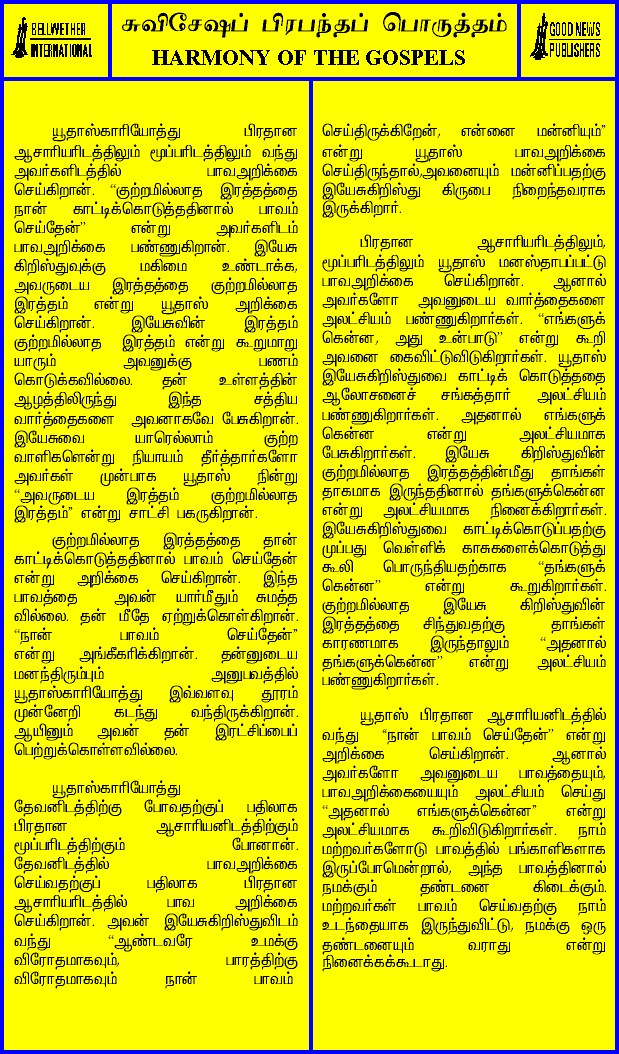 BELLWETHER
INTERNATIONAL
சுவிசேஷப் பிரபந்தப் பொருத்தம்
HARMONY OF THE GOSPELS
GOOD NEWS
PUBLISHERS
யூதாஸ்காரியோத்து பிரதான
ஆசாரியரிடத்திலும் மூப்பரிடத்திலும் வந்து
அவர்களிடத்தில் பாவஅறிக்கை
செய்கிறான். “குற்றமில்லாத இரத்தத்தை
நான் காட்டிக்கொடுத்ததினால் பாவம்
செய்தேன்” என்று அவர்களிடம்
பாவஅறிக்கை பண்ணுகிறான். இயேசு
கிறிஸ்துவுக்கு மகிமை உண்டாக்க,
அவருடைய இரத்தத்தை குற்றமில்லாத
இரத்தம் என்று யூதாஸ் அறிக்கை
செய்கிறான். இயேசுவின் இரத்தம்
குற்றமில்லாத இரத்தம் என்று கூறுமாறு
யாரும் அவனுக்கு பணம்
கொடுக்கவில்லை. தன் உள்ளத்தின்
ஆழத்திலிருந்து இந்த சத்திய
வார்த்தைகளை அவனாகவே பேசுகிறான்.
இயேசுவை யாரெல்லாம் குற்ற
வாளிகளென்று நியாயம் தீர்த்தார்களோ
அவர்கள் முன்பாக யூதாஸ் நின்று
“அவருடைய இரத்தம் குற்றமில்லாத
இரத்தம்” என்று சாட்சி பகருகிறான்.
குற்றமில்லாத இரத்தத்தை தான்
காட்டிக்கொடுத்ததினால் பாவம் செய்தேன்
என்று அறிக்கை செய்கிறான். இந்த
பாவத்தை அவன் யார்மீதும் சுமத்த
வில்லை. தன் மீதே ஏற்றுக்கொள்கிறான்.
“நான் பாவம் செய்தேன்”
என்று அங்கீகரிக்கிறான். தன்னுடைய
மனந்திரும்பும் அனுபவத்தில்
யூதாஸ்காரியோத்து இவ்வளவு தூரம்
முன்னேறி கடந்து வந்திருக்கிறான்.
ஆயினும் அவன் தன் இரட்சிப்பைப்
பெற்றுக்கொள்ளவில்லை.
யூதாஸ்காரியோத்து
தேவனிடத்திற்கு போவதற்குப் பதிலாக
பிரதான ஆசாரியனிடத்திற்கும்
மூப்பரிடத்திற்கும் போனான்.
தேவனிடத்தில் பாவஅறிக்கை
செய்வதற்குப் பதிலாக பிரதான
ஆசாரியரிடத்தில் பாவ அறிக்கை
செய்கிறான். அவன் இயேசுகிறிஸ்துவிடம்
வந்து “ஆண்டவரே உமக்கு
விரோதமாகவும், பாரத்திற்கு
விரோதமாகவும் நான் பாவம்
செய்திருக்கிறேன், என்னை மன்னியும்”
என்று யூதாஸ் பாவஅறிக்கை
செய்திருந்தால்,அவனையும் மன்னிப்பதற்கு
இயேசுகிறிஸ்து கிருபை நிறைந்தவராக
இருக்கிறார்.
பிரதான ஆசாரியரிடத்திலும்,
மூப்பரிடத்திலும் யூதாஸ் மனஸ்தாபப்பட்டு
பாவஅறிக்கை செய்கிறான். ஆனால்
அவர்களோ அவனுடைய வார்த்தைகளை
அலட்சியம் பண்ணுகிறார்கள். “எங்களுக்
கென்ன, அது உன்பாடு” என்று கூறி
அவனை கைவிட்டுவிடுகிறார்கள். யூதாஸ்
இயேசுகிறிஸ்துவை காட்டிக் கொடுத்ததை
ஆலோசனைச் சங்கத்தார் அலட்சியம்
பண்ணுகிறார்கள். அதனால் எங்களுக்
கென்ன என்று அலட்சியமாக
பேசுகிறார்கள். இயேசு கிறிஸ்துவின்
குற்றமில்லாத இரத்தத்தின்மீது தாங்கள்
தாகமாக இருந்ததினால் தங்களுக்கென்ன
என்று அலட்சியமாக நினைக்கிறார்கள்.
இயேசுகிறிஸ்துவை காட்டிக்கொடுப்பதற்கு
முப்பது வெள்ளிக் காசுகளைக்கொடுத்து
கூலி பொருந்தியதற்காக “தங்களுக்
கென்ன” என்று கூறுகிறார்கள்.
குற்றமில்லாத இயேசு கிறிஸ்துவின்
இரத்தத்தை சிந்துவதற்கு தாங்கள்
காரணமாக இருந்தாலும் “அதனால்
தங்களுக்கென்ன” என்று அலட்சியம்
பண்ணுகிறார்கள்.
யூதாஸ் பிரதான ஆசாரியனிடத்தில்
வந்து “நான் பாவம் செய்தேன்” என்று
அறிக்கை செய்கிறான். ஆனால்
அவர்களோ அவனுடைய பாவத்தையும்,
பாவஅறிக்கையையும் அலட்சியம் செய்து
“அதனால் எங்களுக்கென்ன” என்று
அலட்சியமாக கூறிவிடுகிறார்கள். நாம்
மற்றவர்களோடு பாவத்தில் பங்காளிகளாக
இருப்போமென்றால், அந்த பாவத்தினால்
நமக்கும் தண்டனை கிடைக்கும்.
மற்றவர்கள் பாவம் செய்வதற்கு நாம்
உடந்தையாக இருந்துவிட்டு, நமக்கு ஒரு
தண்டனையும் வராது என்று
நினைக்கக்கூடாது.